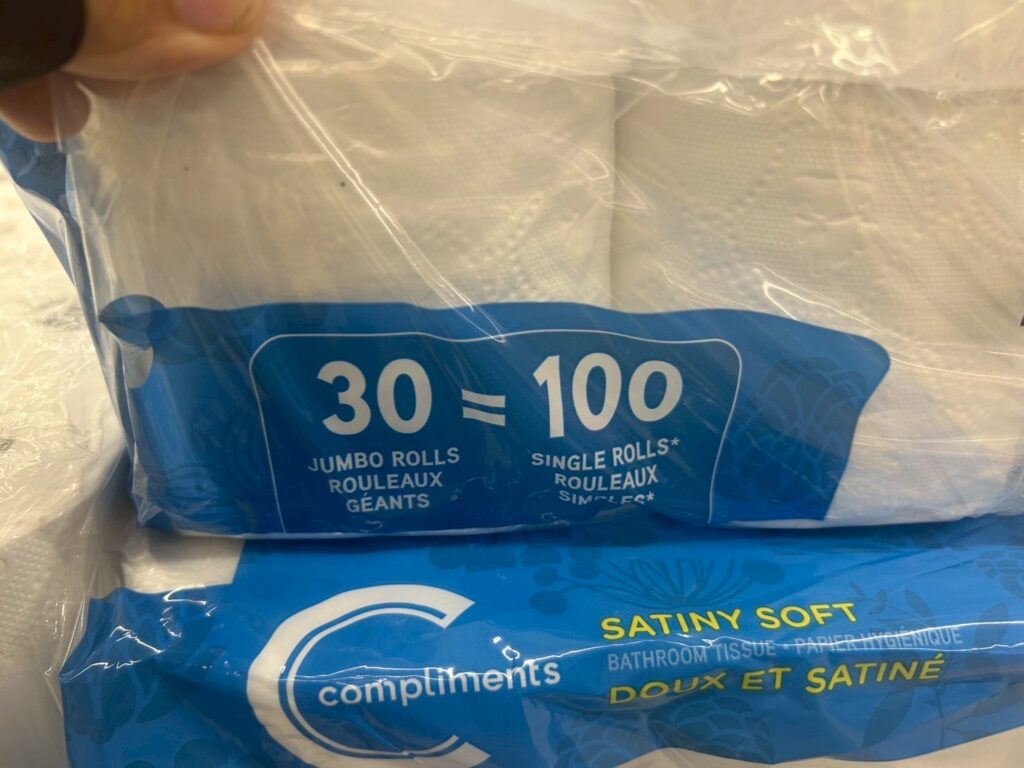 30 = 100
JUMBO ROLLS
ROULEAUX
GÉANTS
SINGLE ROLLS*
ROULEAUX
SIMPLES*
compliments
SATINY SOFT
BATHROOM TISSUE • PAPIER HYGIÉNIQUE
DOUX ET SATINÉ